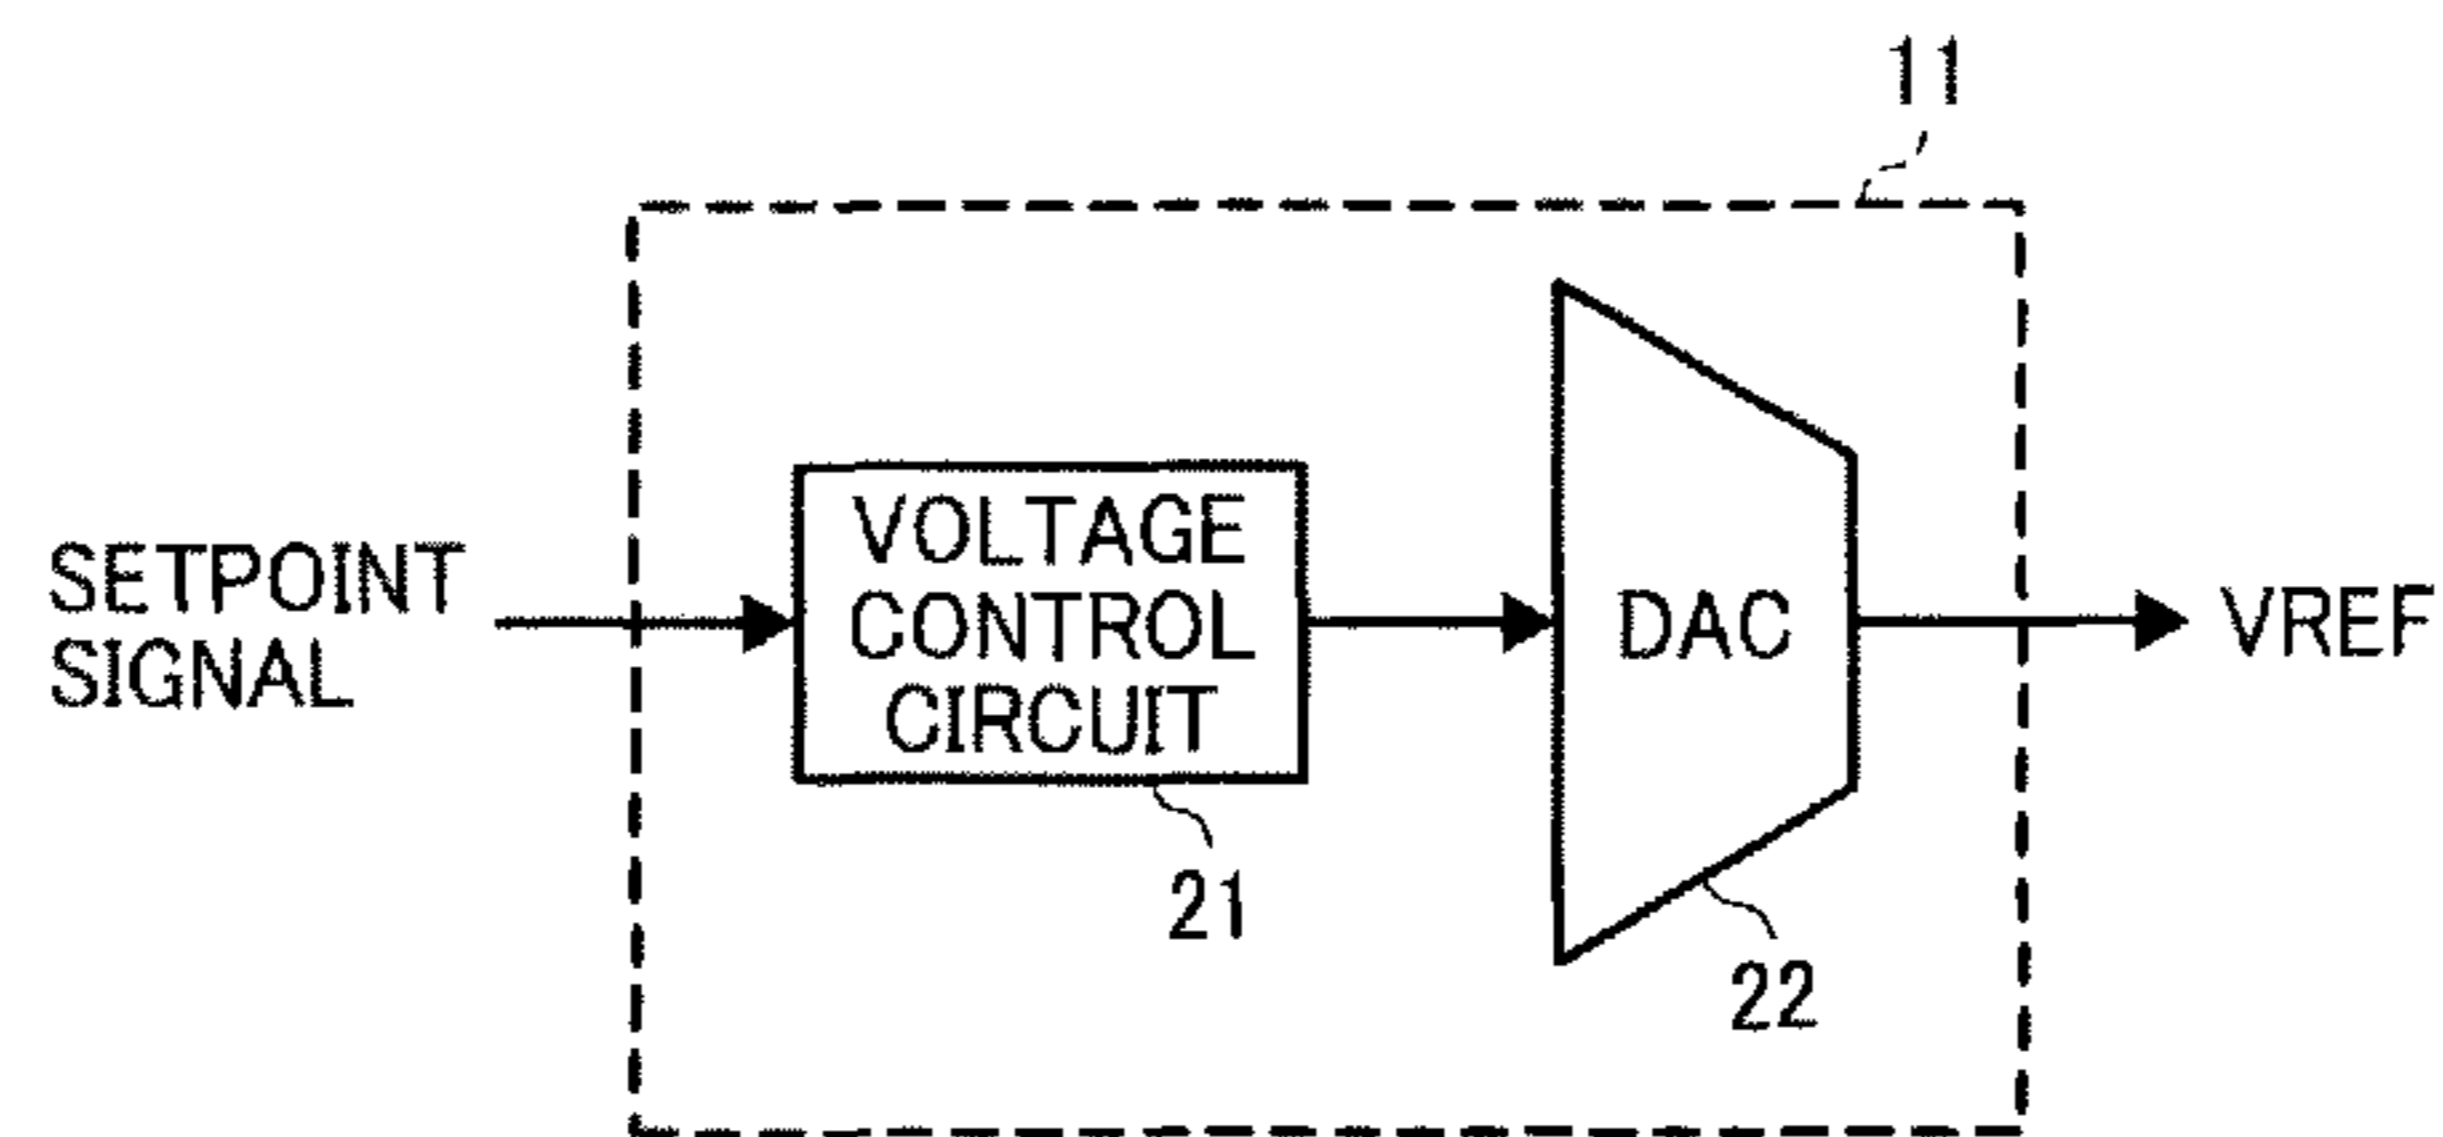 11
SETPOINT
SIGNAL
VOLTAGE
CONTROL
CIRCUIT
DAC
VREF
21
22